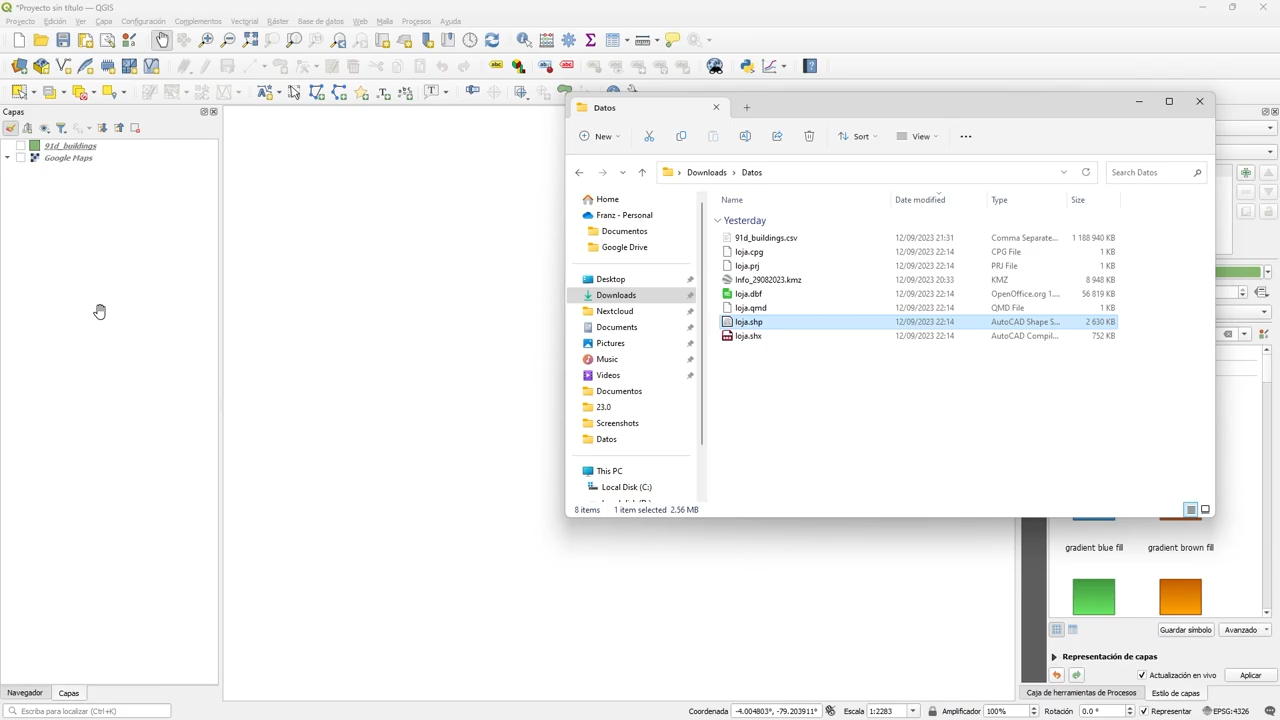 *Proyecto sin título — QGIS
Proyecto Edición Ver Capa Configuración Complementos Vectorial Ráster Base de datos Web Malla Procesos Ayuda
Capas
91d_buildings
Google Maps
Datos
New Sort View
Downloads Datos
Search Datos
Home
Franz - Personal
Documentos
Google Drive
Desktop
Downloads
Nextcloud
Documents
Pictures
Music
Videos
Documentos
23.0
Screenshots
Datos
This PC
Local Disk (C:)
Name Date modified Type Size
Yesterday
91d_buildings.csv 12/09/2023 21:31 Comma Separate... 1 188 940 KB
loja.cpg 12/09/2023 22:14 CPG File 1 KB
loja.prj 12/09/2023 22:14 PRJ File 1 KB
Info_29082023.kmz 12/09/2023 20:33 KMZ 8 948 KB
loja.dbf 12/09/2023 22:14 OpenOffice.org 1.... 56 819 KB
loja.qmd 12/09/2023 22:14 QMD File 1 KB
loja.shp 12/09/2023 22:14 AutoCAD Shape S... 2 630 KB
loja.shx 12/09/2023 22:14 AutoCAD Compil... 752 KB
8 items 1 item selected 2.56 MB
gradient blue fill gradient brown fill
Guardar símbolo Avanzado
Representación de capas
Actualización en vivo Aplicar
Navegador Capas
Caja de herramientas de Procesos Estilo de capas
Escriba para localizar (Ctrl+K)
Coordenada -4.004803°, -79.203911° Escala 1:2283 Amplificador 100% Rotación 0.0 ° Representar EPSG:4326